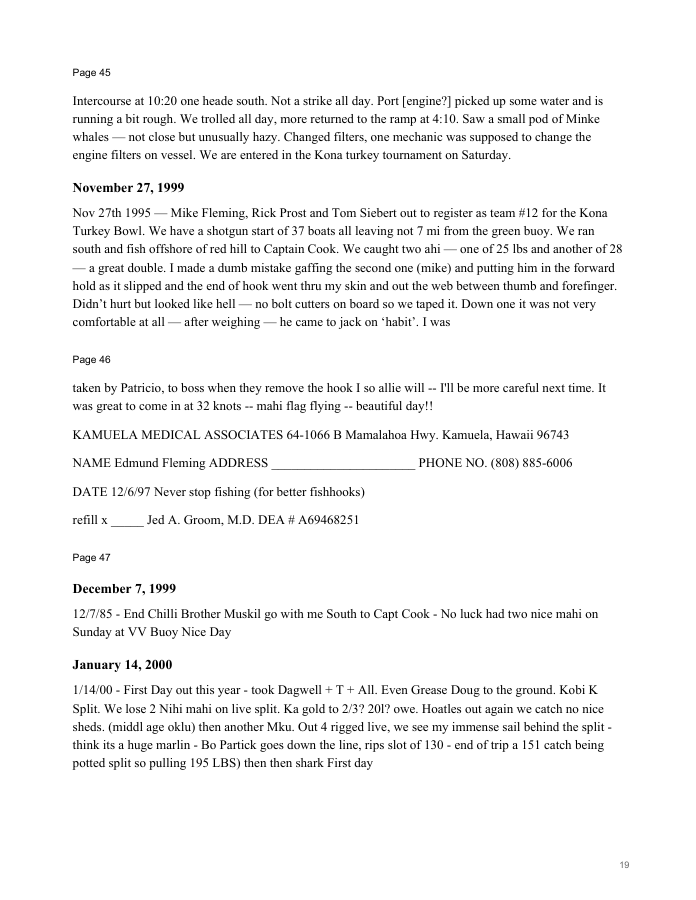 Page 45
Intercourse at 10:20 one heade south. Not a strike all day. Port [engine?] picked up some water and is
running a bit rough. We trolled all day, more returned to the ramp at 4:10. Saw a small pod of Minke
whales — not close but unusually hazy. Changed filters, one mechanic was supposed to change the
engine filters on vessel. We are entered in the Kona turkey tournament on Saturday.
November 27, 1999
Nov 27th 1995 — Mike Fleming, Rick Prost and Tom Siebert out to register as team #12 for the Kona
Turkey Bowl. We have a shotgun start of 37 boats all leaving not 7 mi from the green buoy. We ran
south and fish offshore of red hill to Captain Cook. We caught two ahi — one of 25 lbs and another of 28
— a great double. I made a dumb mistake gaffing the second one (mike) and putting him in the forward
hold as it slipped and the end of hook went thru my skin and out the web between thumb and forefinger.
Didn’t hurt but looked like hell — no bolt cutters on board so we taped it. Down one it was not very
comfortable at all — after weighing — he came to jack on ‘habit’. I was
Page 46
taken by Patricio, to boss when they remove the hook I so allie will -- I'll be more careful next time. It
was great to come in at 32 knots -- mahi flag flying -- beautiful day!!
KAMUELA MEDICAL ASSOCIATES 64-1066 B Mamalahoa Hwy. Kamuela, Hawaii 96743
NAME Edmund Fleming ADDRESS ______________________ PHONE NO. (808) 885-6006
DATE 12/6/97 Never stop fishing (for better fishhooks)
refill x _____ Jed A. Groom, M.D. DEA # A69468251
Page 47
December 7, 1999
12/7/85 - End Chilli Brother Muskil go with me South to Capt Cook - No luck had two nice mahi on
Sunday at VV Buoy Nice Day
January 14, 2000
1/14/00 - First Day out this year - took Dagwell + T + All. Even Grease Doug to the ground. Kobi K
Split. We lose 2 Nihi mahi on live split. Ka gold to 2/3? 20l? owe. Hoatles out again we catch no nice
sheds. (middl age oklu) then another Mku. Out 4 rigged live, we see my immense sail behind the split -
think its a huge marlin - Bo Partick goes down the line, rips slot of 130 - end of trip a 151 catch being
potted split so pulling 195 LBS) then then shark First day
19